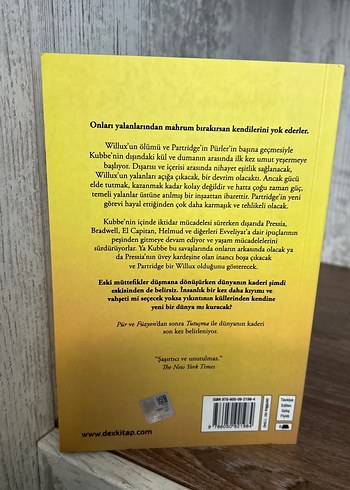 Onları yalanlarından mahrum bırakırsan kendilerini yok ederler.
Willux'un ölümü ve Partridge'in Pürler'in başına geçmesiyle
Kubbe'nin dışındaki kül ve dumanın arasında ilk kez umut yeşermeye
başlıyor. Dışarısı ve içerisi arasında nihayet eşitlik sağlanacak,
Willux'un yalanları açığa çıkacak, bir devrim olacaktı. Ancak gücü
elde tutmak, kazanmak kadar kolay değildir ve hatta çoğu zaman güç,
temeli yalanlar üstüne atılmış bir inşaattan ibarettir. Partridge'in yeni
görevi hayal ettiğinden çok daha karmaşık ve tehlikeli olacak.
Kubbe'nin içinde iktidar mücadelesi sürerken dışarıda Pressia,
Bradwell, El Capitan, Helmud ve diğerleri Evveliyat'a dair ipuçlarının
peşinden gitmeye devam ediyor ve yaşam mücadelelerini
sürdürüyorlar. Ya Kubbe bu savaşlarında onların arkasında olacak ya
da Pressia'nın üvey kardeşine olan inancı boşa çıkacak
ve Partridge bir Willux olduğunu gösterecek.
Eski müttefikler düşmana dönüşürken dünyanın kaderi şimdi
eskisinden de belirsiz. İnsanlık bir kez daha kıyımı ve
vahşeti mi seçecek yoksa yıkıntının küllerinden kendine
yeni bir dünya mı kuracak?
Pür ve Füzyon'dan sonra Tutuşma ile dünyanın kaderi
son kez belirleniyor.
"Şaşırtıcı ve unutulmaz."
The New York Times
www.dexkitap.com